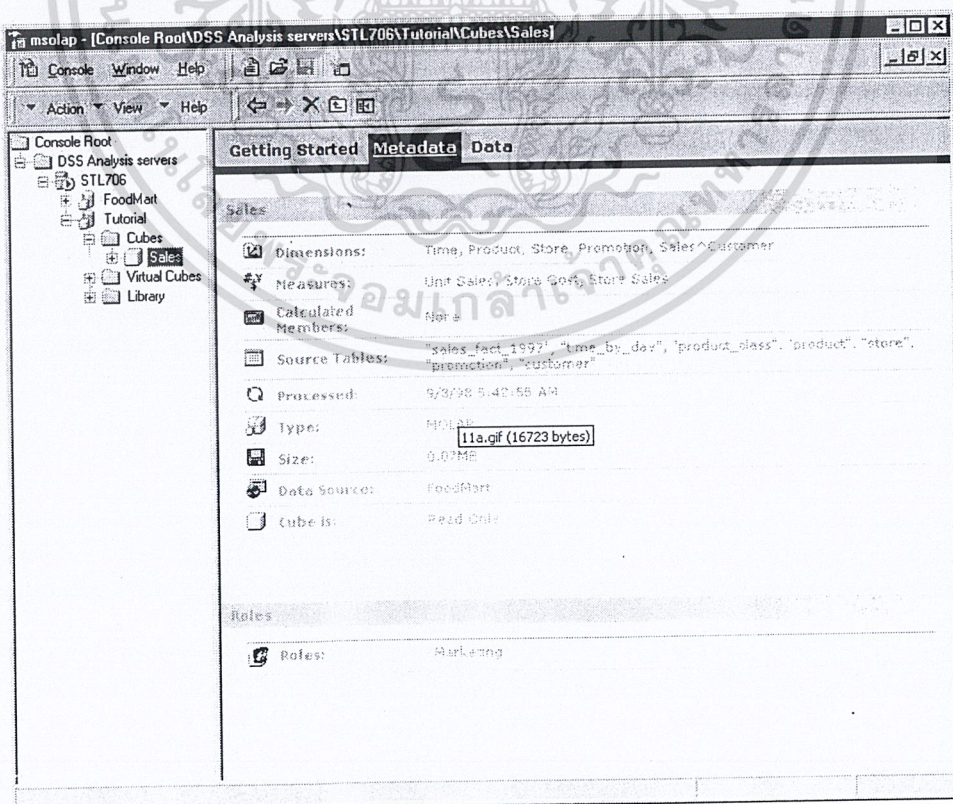 msolap - [Console Root\DSS Analysis servers\STL706\Tutorial\Cubes\Sales]
Console Window Help
Action View Help
Console Root
DSS Analysis servers
STL706
FoodMart
Tutorial
Cubes
Sales
Virtual Cubes
Library
Getting Started Metadata Data
Sales
Dimensions: Time, Product, Store, Promotion, Sales^Customer
Measures: Unit Sales, Store Cost, Store Sales
Calculated Members: None
Source Tables: "sales_fact_1997", "time_by_day", "product_class", "product", "store",
"promotion", "customer"
Processed: 9/3/98 5:42:55 AM
Type: MOLAP
11a.gif (16723 bytes)
Size: 0.07MB
Data Source: FoodMart
Cube is: Read Only
Roles
Roles: Marketing